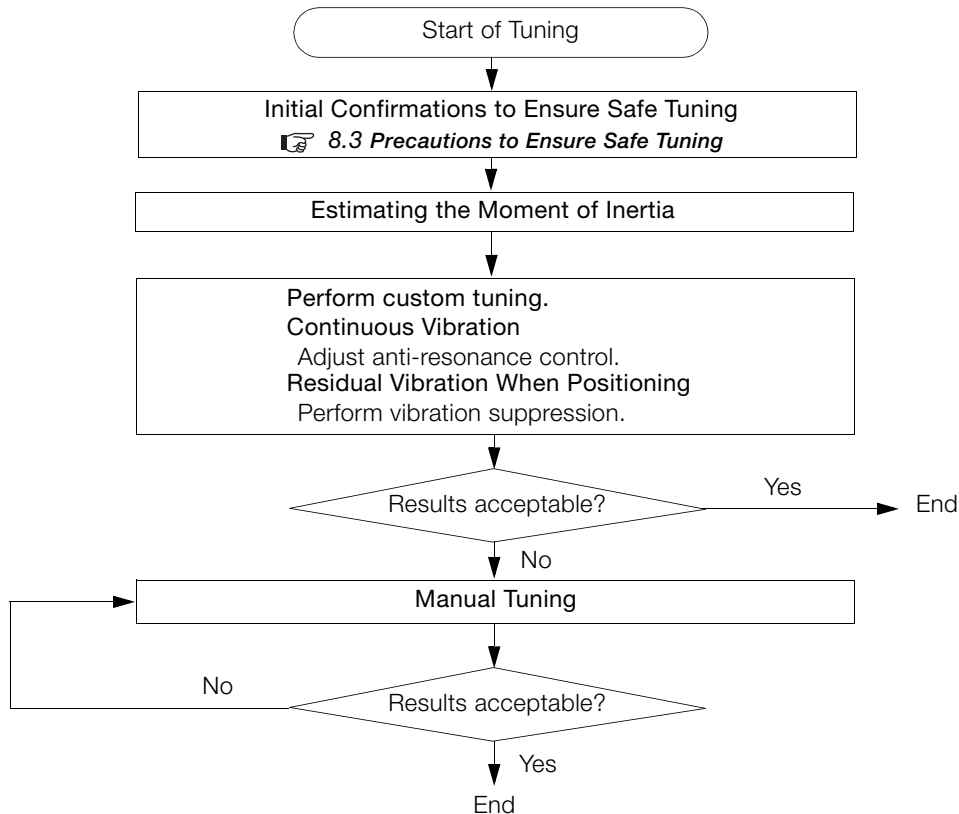 Start of Tuning
Initial Confirmations to Ensure Safe Tuning
8.3 Precautions to Ensure Safe Tuning
Estimating the Moment of Inertia
Perform custom tuning.
Continuous Vibration
Adjust anti-resonance control.
Residual Vibration When Positioning
Perform vibration suppression.
Results acceptable?
Yes
End
No
Manual Tuning
No
Results acceptable?
Yes
End